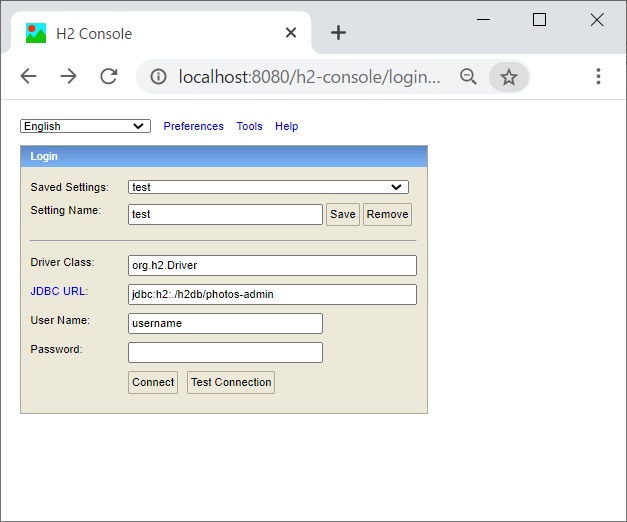 H2 Console
localhost:8080/h2-console/login...
English Preferences Tools Help
Login
Saved Settings: test
Setting Name: test Save Remove
Driver Class: org.h2.Driver
JDBC URL: jdbc:h2:./h2db/photos-admin
User Name: username
Password:
Connect Test Connection